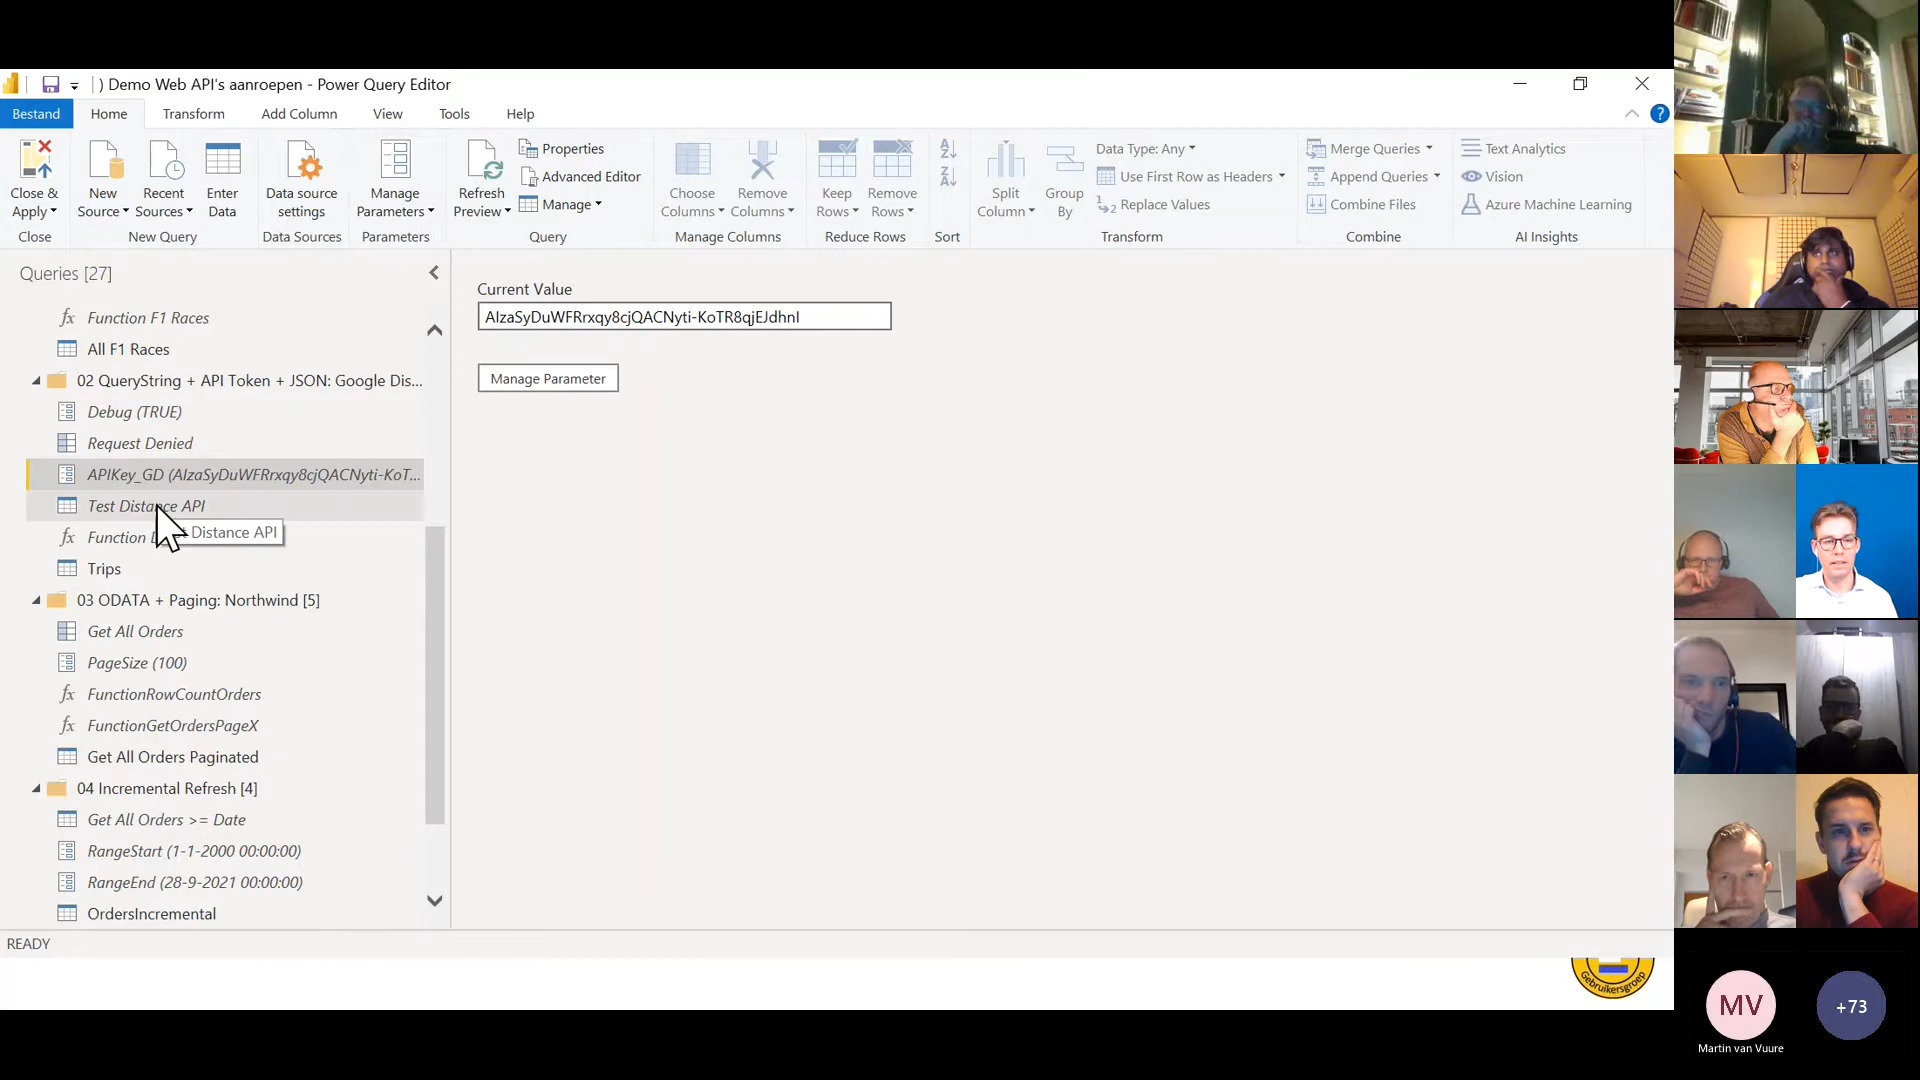 ) Demo Web API's aanroepen - Power Query Editor
Bestand Home Transform Add Column View Tools Help
Close & Apply
Close
New Source
Recent Sources
Enter Data
New Query
Data source settings
Data Sources
Manage Parameters
Parameters
Refresh Preview
Properties
Advanced Editor
Manage
Query
Choose Columns
Remove Columns
Manage Columns
Keep Rows
Remove Rows
Reduce Rows
Sort
Split Column
Group By
Data Type: Any
Use First Row as Headers
Replace Values
Transform
Merge Queries
Append Queries
Combine Files
Combine
Text Analytics
Vision
Azure Machine Learning
AI Insights
Queries [27]
Function F1 Races
All F1 Races
02 QueryString + API Token + JSON: Google Dis...
Debug (TRUE)
Request Denied
APIKey_GD (AIzaSyDuWFRrxqy8cjQACNyti-KoT...
Test Distance API
Function
Distance API
Trips
03 ODATA + Paging: Northwind [5]
Get All Orders
PageSize (100)
FunctionRowCountOrders
FunctionGetOrdersPageX
Get All Orders Paginated
04 Incremental Refresh [4]
Get All Orders >= Date
RangeStart (1-1-2000 00:00:00)
RangeEnd (28-9-2021 00:00:00)
OrdersIncremental
Current Value
AIzaSyDuWFRrxqy8cjQACNyti-KoTR8qjEJdhnI
Manage Parameter
READY
Gebruikersgroep
MV
Martin van Vuure
+73